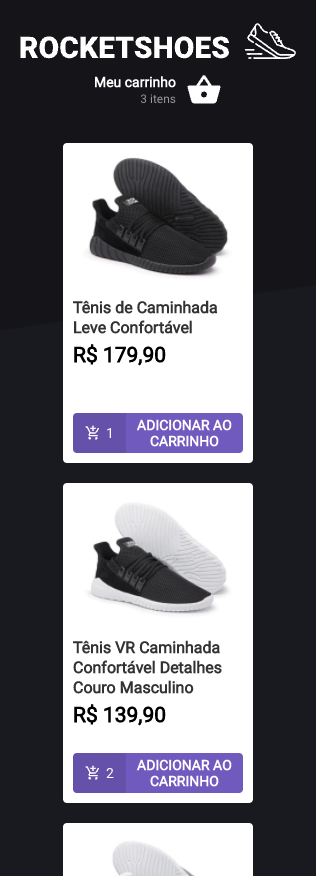 ROCKETSHOES
Meu carrinho
3 itens
Tênis de Caminhada
Leve Confortável
R$ 179,90
1
ADICIONAR AO
CARRINHO
Tênis VR Caminhada
Confortável Detalhes
Couro Masculino
R$ 139,90
2
ADICIONAR AO
CARRINHO